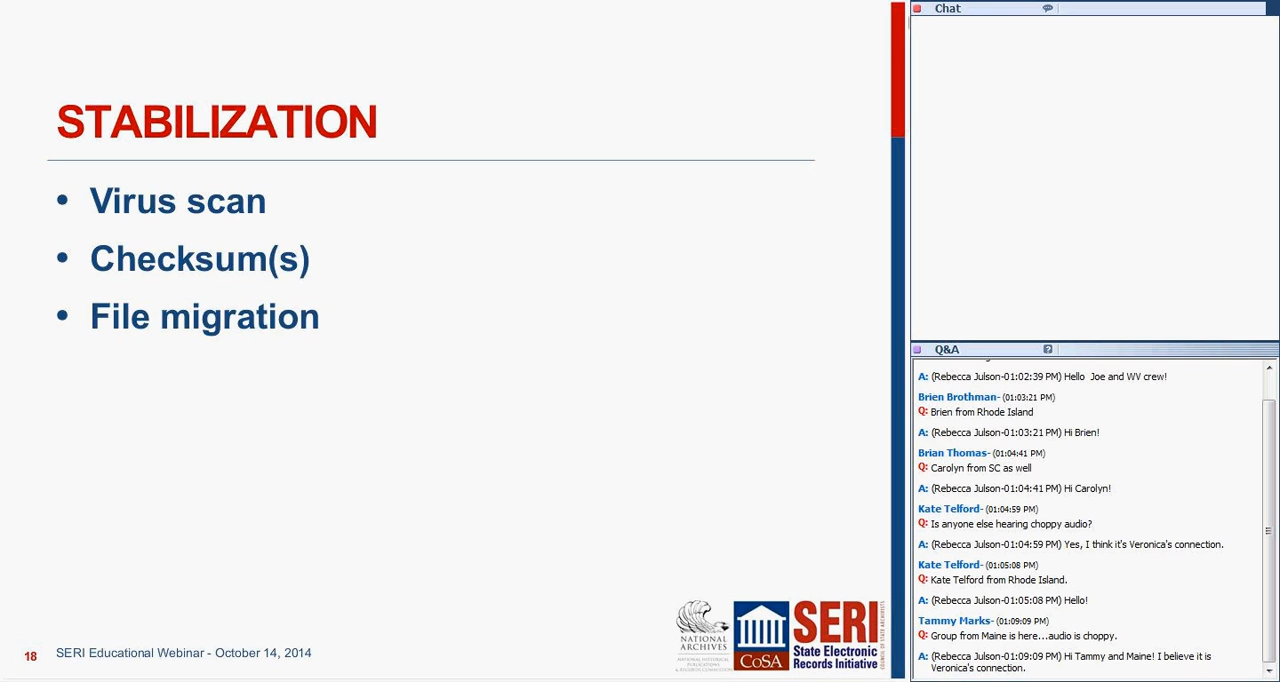 STABILIZATION
• Virus scan
• Checksum(s)
• File migration
18
SERI Educational Webinar - October 14, 2014
NATIONAL
ARCHIVES
CoSA
SERI
State Electronic
Records Initiative
COUNCIL OF STATE ARCHIVISTS
Chat
Q&A
A: (Rebecca Julson-01:02:39 PM) Hello Joe and WV crew!
Brien Brothman- (01:03:21 PM)
Q: Brien from Rhode Island
A: (Rebecca Julson-01:03:21 PM) Hi Brien!
Brian Thomas- (01:04:41 PM)
Q: Carolyn from SC as well
A: (Rebecca Julson-01:04:41 PM) Hi Carolyn!
Kate Telford- (01:04:59 PM)
Q: Is anyone else hearing choppy audio?
A: (Rebecca Julson-01:04:59 PM) Yes, I think it's Veronica's connection.
Kate Telford- (01:05:08 PM)
Q: Kate Telford from Rhode Island.
A: (Rebecca Julson-01:05:08 PM) Hello!
Tammy Marks- (01:09:09 PM)
Q: Group from Maine is here...audio is choppy.
A: (Rebecca Julson-01:09:09 PM) Hi Tammy and Maine! I believe it is
Veronica's connection.